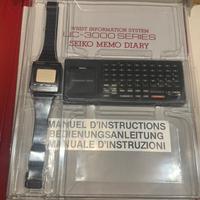 WRIST INFORMATION SYSTEM
UC-3000 SERIES
SEIKO MEMO DIARY
MANUEL D'INSTRUCTIONS
BEDIENUNGSANLEITUNG
MANUALE D'ISTRUZIONI